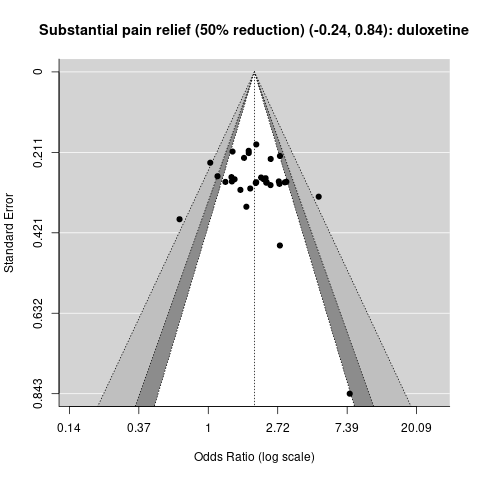 Substantial pain relief (50% reduction) (-0.24, 0.84): duloxetine
0
0.211
0.421
0.632
0.843
Standard Error
0.14 0.37 1 2.72 7.39 20.09
Odds Ratio (log scale)